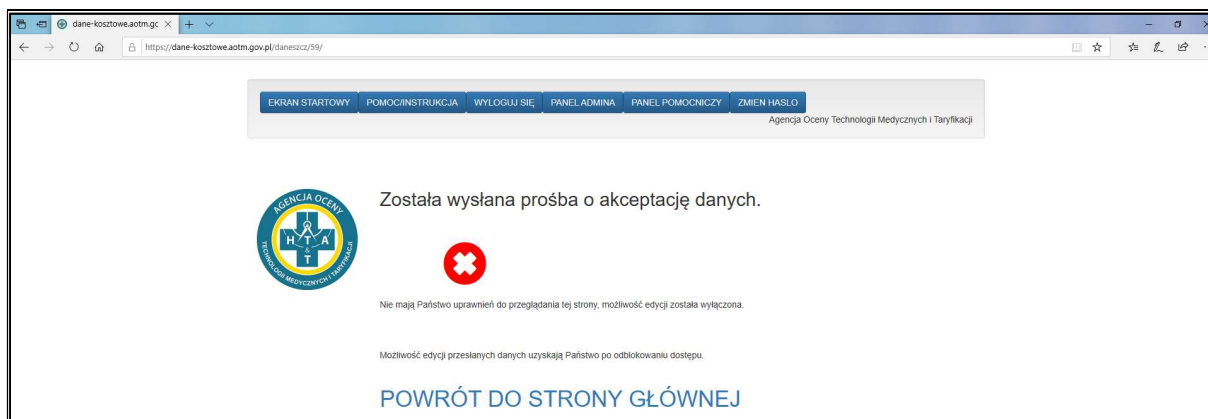 dane-kosztowe.aotm.gc
https://dane-kosztowe.aotm.gov.pl/daneszcz/59/
EKRAN STARTOWY POMOC/INSTRUKCJA WYLOGUJ SIĘ PANEL ADMINA PANEL POMOCNICZY ZMIEN HASLO
Agencja Oceny Technologii Medycznych i Taryfikacji
AGENCJA OCENY
H T A
&
T
TECHNOLOGII MEDYCZNYCH I TARYFIKACJI
Została wysłana prośba o akceptację danych.
Nie mają Państwo uprawnień do przeglądania tej strony, możliwość edycji została wyłączona.
Możliwość edycji przesłanych danych uzyskają Państwo po odblokowaniu dostępu.
POWRÓT DO STRONY GŁÓWNEJ